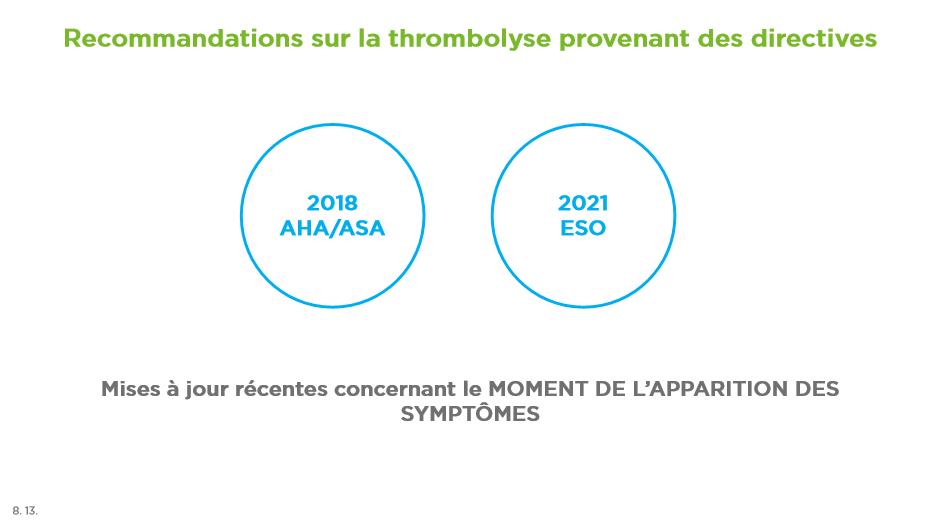 Recommandations sur la thrombolyse provenant des directives
2018
AHA/ASA
2021
ESO
Mises à jour récentes concernant le MOMENT DE L’APPARITION DES
SYMPTÔMES
8. 13.